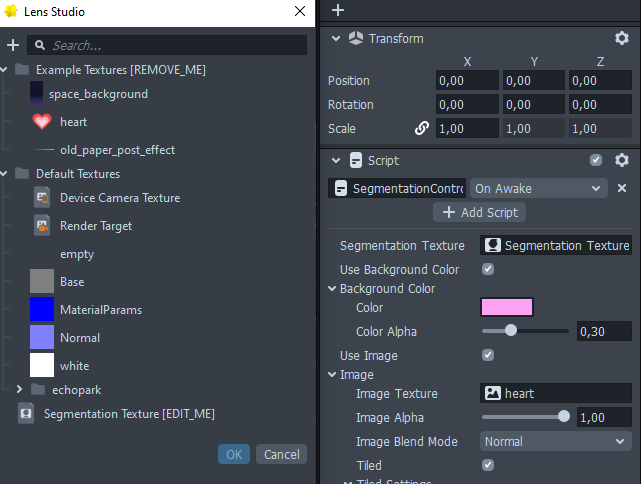 Lens Studio
Search...
Example Textures [REMOVE_ME]
space_background
heart
old_paper_post_effect
Default Textures
Device Camera Texture
Render Target
empty
Base
MaterialParams
Normal
white
echopark
Segmentation Texture [EDIT_ME]
OK Cancel
Transform
X Y Z
Position 0,00 0,00 0,00
Rotation 0,00 0,00 0,00
Scale 1,00 1,00 1,00
Script
SegmentationContro On Awake
+ Add Script
Segmentation Texture Segmentation Texture
Use Background Color
Background Color
Color
Color Alpha 0,30
Use Image
Image
Image Texture heart
Image Alpha 1,00
Image Blend Mode Normal
Tiled
Tiled Settings